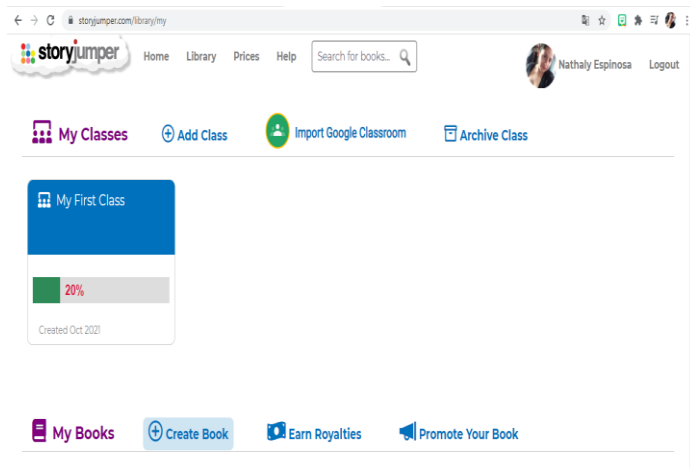 storyjumper.com/library/my
storyjumper Home Library Prices Help Search for books... Nathaly Espinosa Logout
My Classes Add Class Import Google Classroom Archive Class
My First Class
20%
Created Oct 2021
My Books Create Book Earn Royalties Promote Your Book